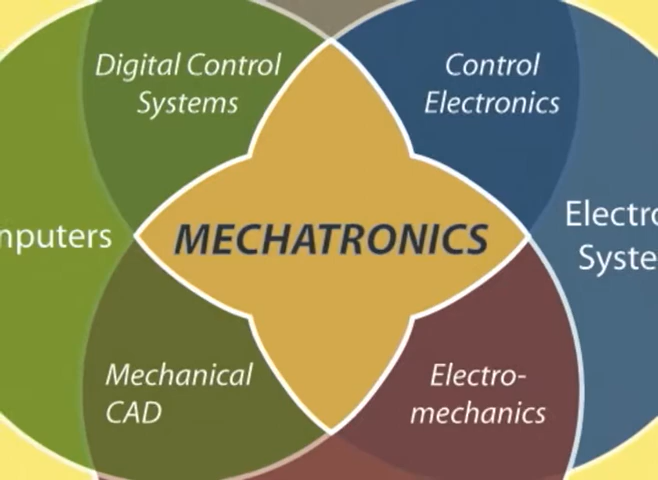 Digital Control
Systems
Control
Electronics
MECHATRONICS
Mechanical
CAD
Electro-
mechanics